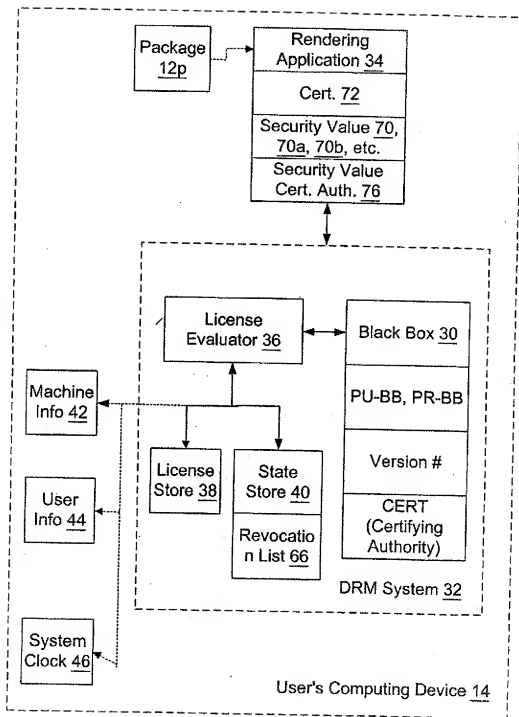 Package
12p
Rendering
Application 34
Cert. 72
Security Value 70,
70a, 70b, etc.
Security Value
Cert. Auth. 76
License
Evaluator 36
Black Box 30
PU-BB, PR-BB
Version #
CERT
(Certifying
Authority)
Machine
Info 42
License
Store 38
State
Store 40
Revocatio
n List 66
User
Info 44
DRM System 32
System
Clock 46
User's Computing Device 14